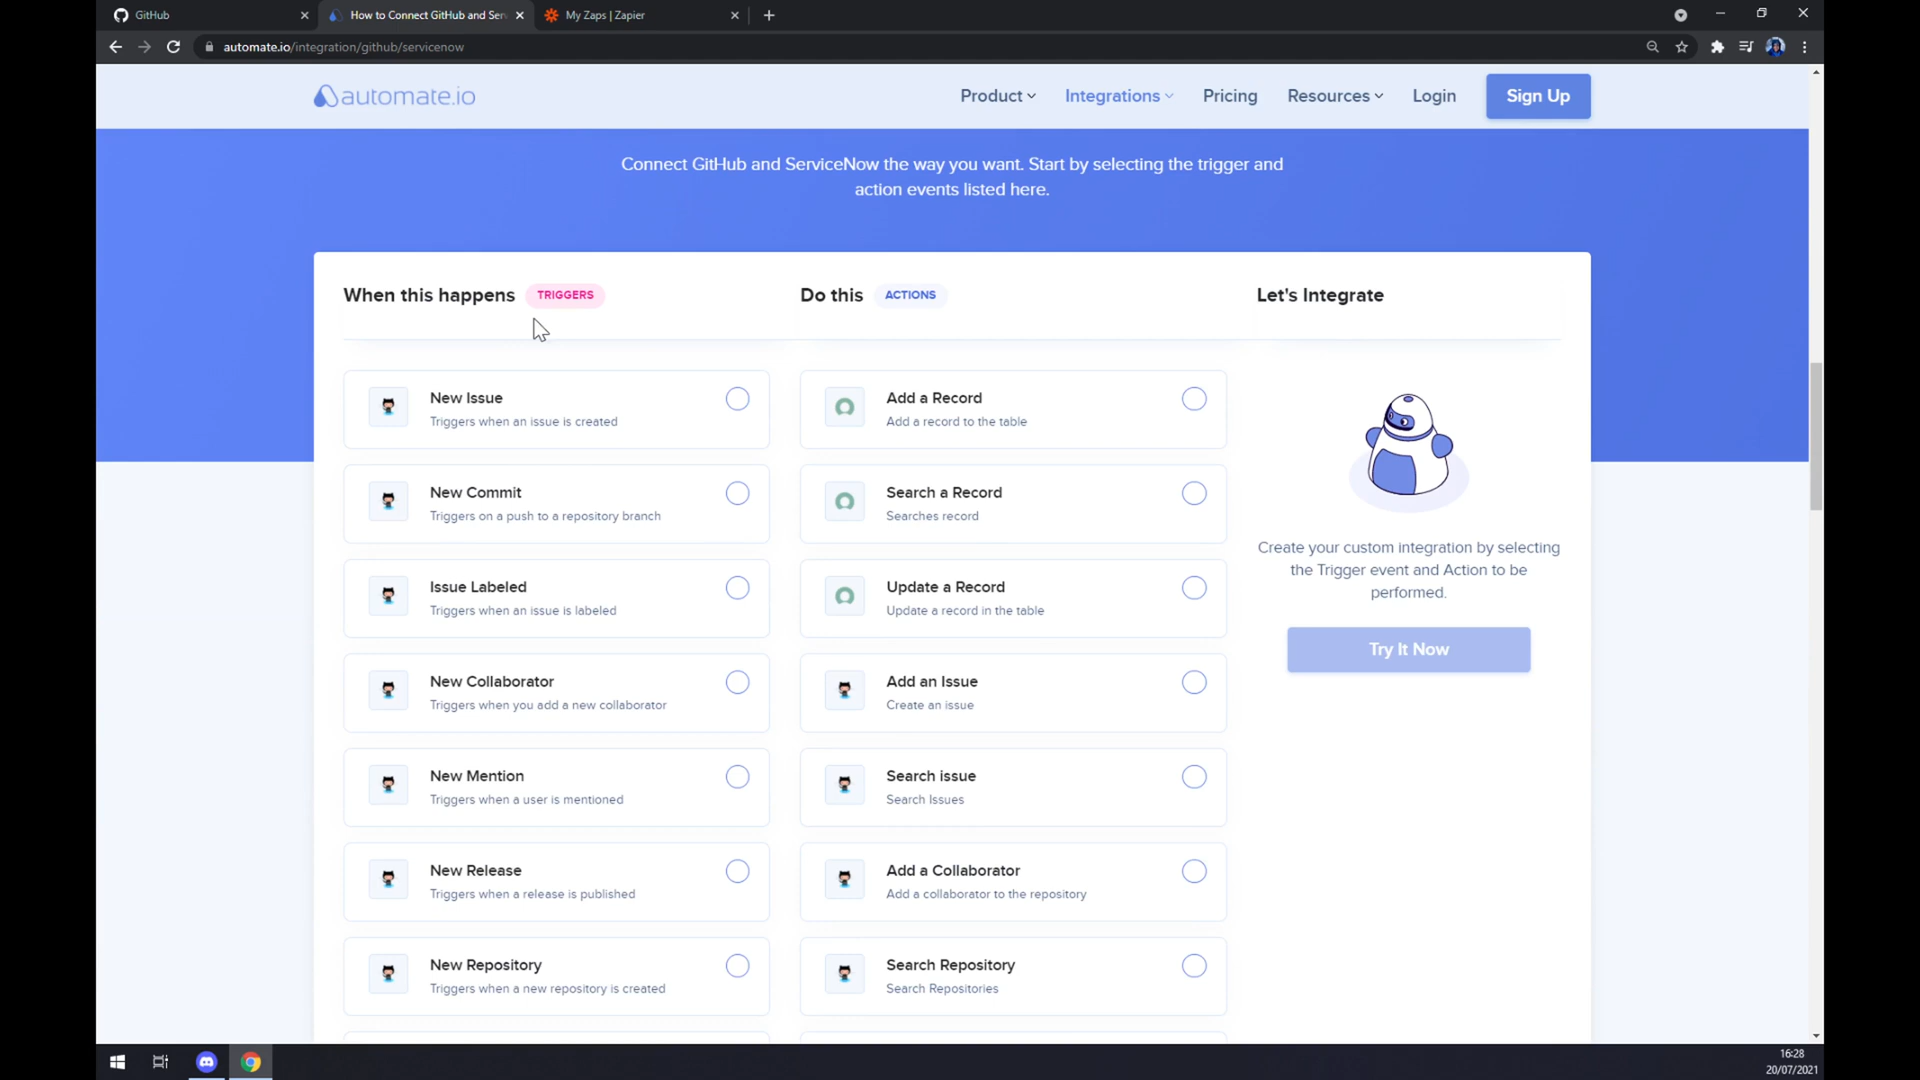 GitHub
How to Connect GitHub and Serv
My Zaps | Zapier
automate.io/integration/github/servicenow
automate.io
Product
Integrations
Pricing
Resources
Login
Sign Up
Connect GitHub and ServiceNow the way you want. Start by selecting the trigger and
action events listed here.
When this happens
TRIGGERS
Do this
ACTIONS
Let's Integrate
New Issue
Triggers when an issue is created
Add a Record
Add a record to the table
New Commit
Triggers on a push to a repository branch
Search a Record
Searches record
Issue Labeled
Triggers when an issue is labeled
Update a Record
Update a record in the table
Create your custom integration by selecting
the Trigger event and Action to be
performed.
Try It Now
New Collaborator
Triggers when you add a new collaborator
Add an Issue
Create an issue
New Mention
Triggers when a user is mentioned
Search issue
Search Issues
New Release
Triggers when a release is published
Add a Collaborator
Add a collaborator to the repository
New Repository
Triggers when a new repository is created
Search Repository
Search Repositories
16:28
20/07/2021